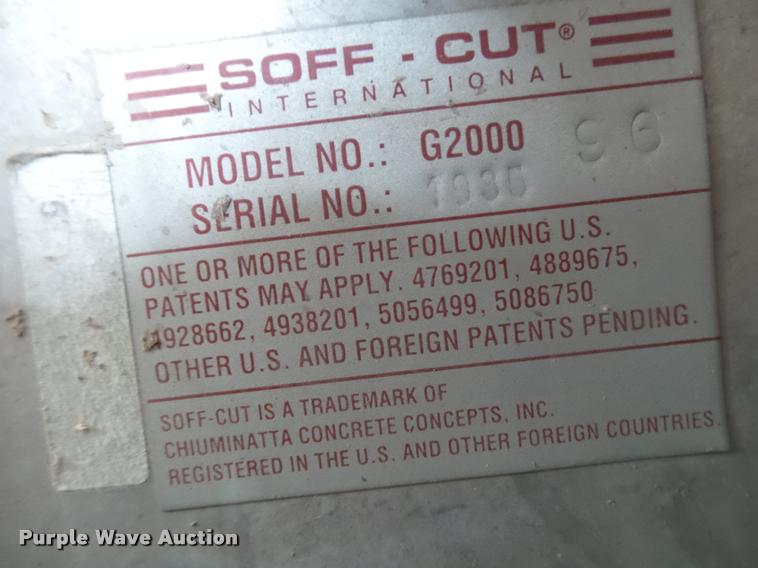 SOFF - CUT®
INTERNATIONAL
MODEL NO.: G2000 96
SERIAL NO.: 1935
ONE OR MORE OF THE FOLLOWING U.S.
PATENTS MAY APPLY. 4769201, 4889675,
4928662, 4938201, 5056499, 5086750
OTHER U.S. AND FOREIGN PATENTS PENDING.
SOFF-CUT IS A TRADEMARK OF
CHIUMINATTA CONCRETE CONCEPTS, INC.
REGISTERED IN THE U.S. AND OTHER FOREIGN COUNTRIES.
Purple Wave Auction